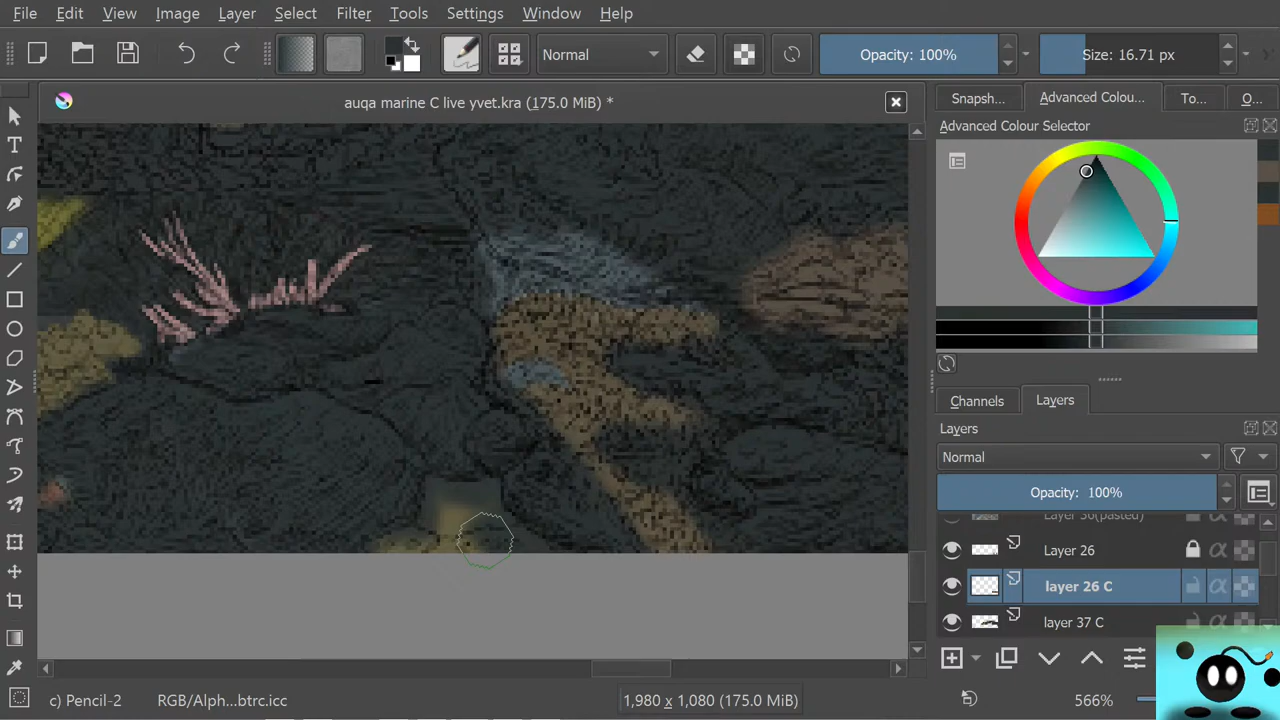 File Edit View Image Layer Select Filter Tools Settings Window Help
Normal Opacity: 100% Size: 16.71 px
auqa marine C live yvet.kra (175.0 MiB) *
Snapsh... Advanced Colou... To... O...
Advanced Colour Selector
Channels Layers
Layers
Normal
Opacity: 100%
Layer 36(pasted)
Layer 26
layer 26 C
layer 37 C
c) Pencil-2 RGB/Alph...btrc.icc 1,980 x 1,080 (175.0 MiB) 566%